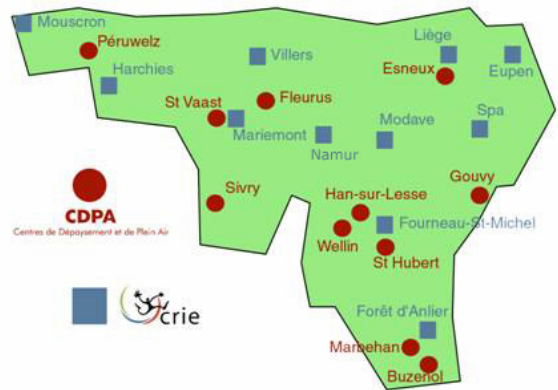 Mouscron
Péruwelz
Harchies
Villers
Liège
Esneux
Eupen
St Vaast
Fleurus
Mariemont
Namur
Modave
Spa
Sivry
Han-sur-Lesse
Gouvy
CDPA
Centres de Dépaysement et de Plein Air
Wellin
Fourneau-St-Michel
St Hubert
crie
Forêt d'Anlier
Marbehan
Buzenol